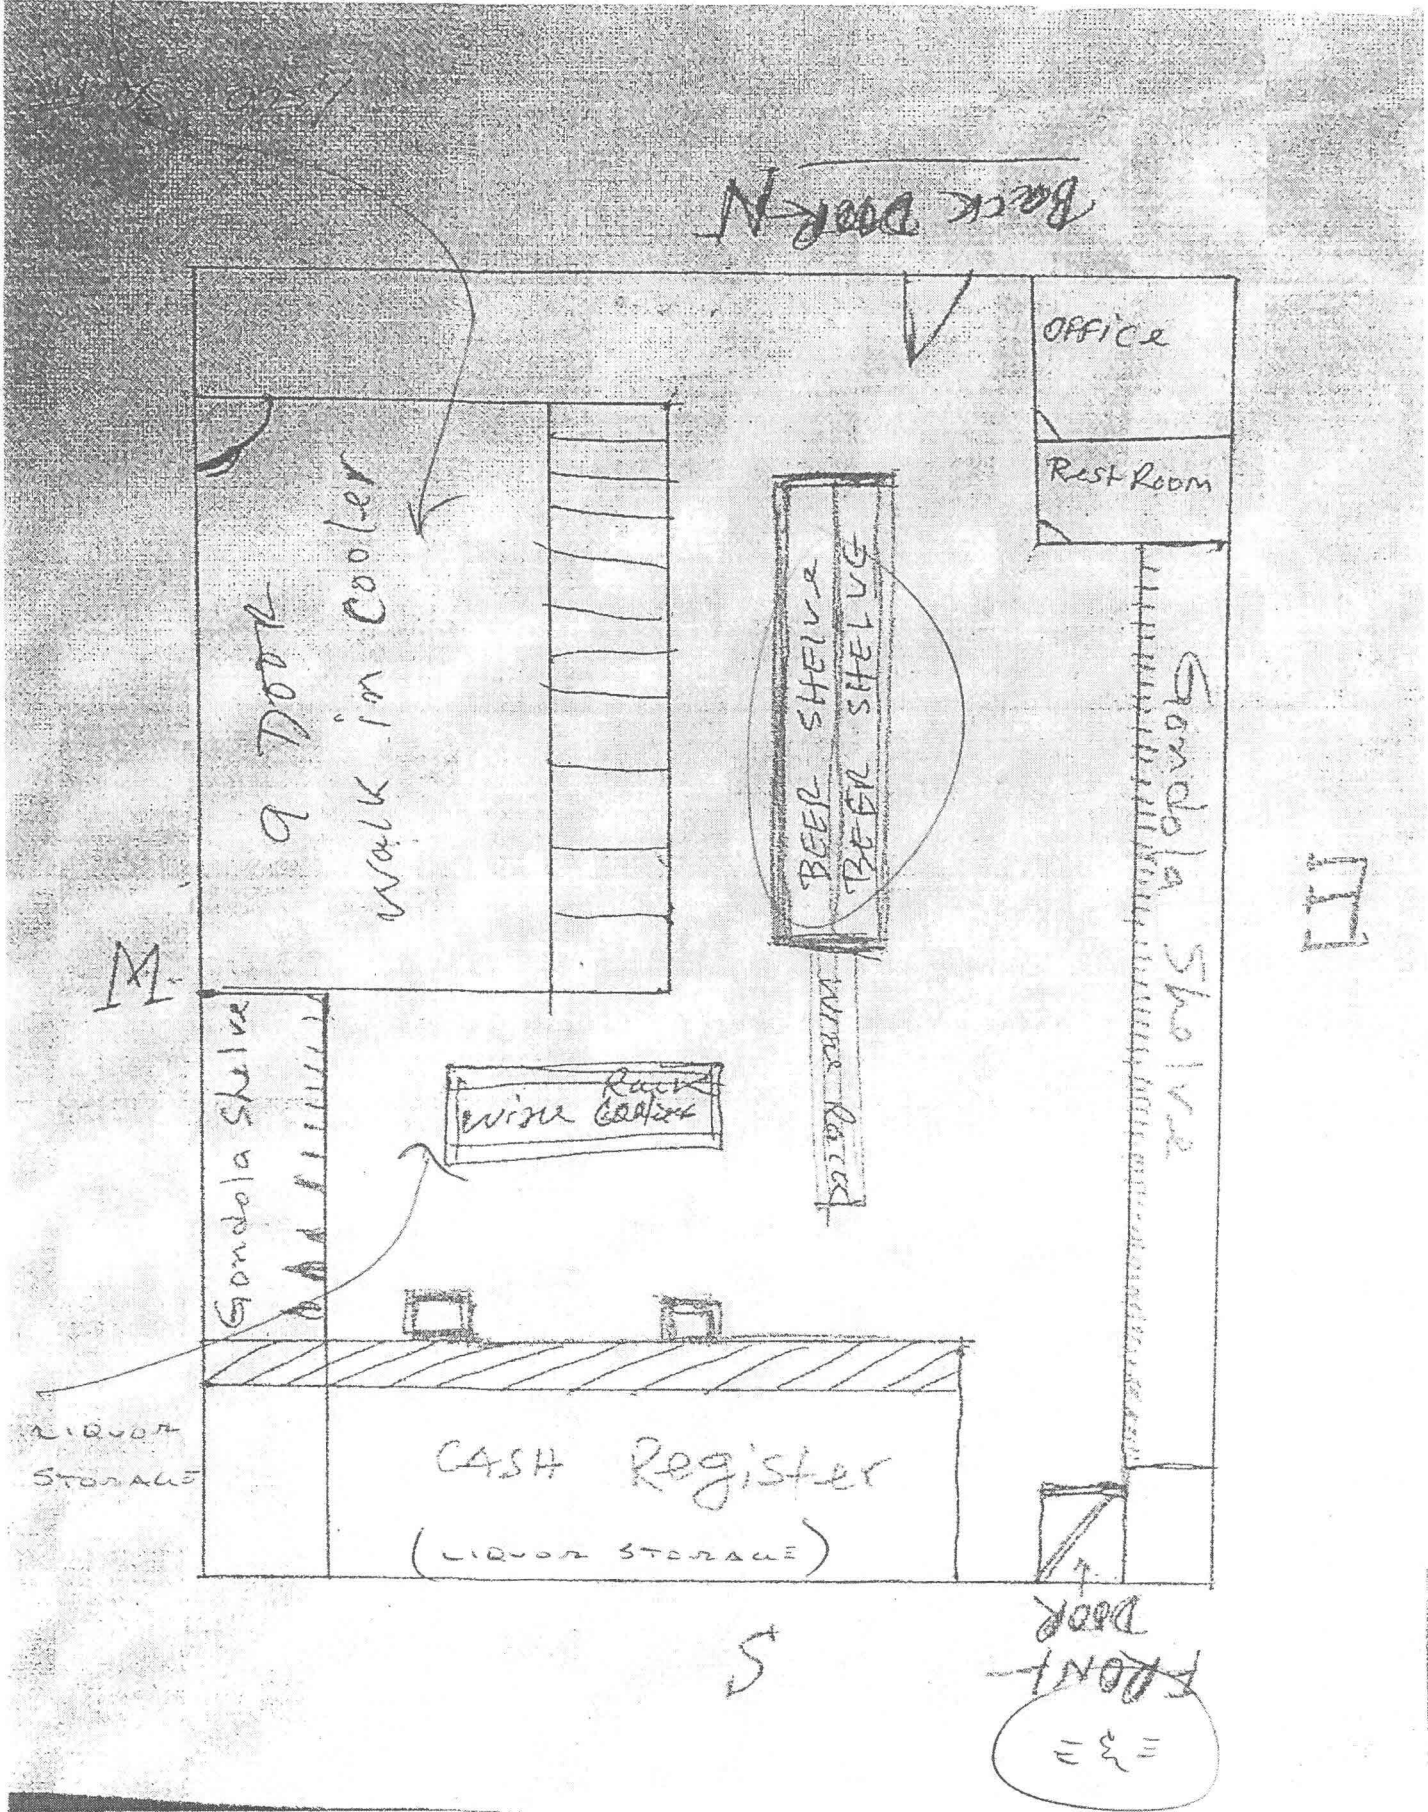 N
Back DOOR
OFFice
Rest Room
9 DOOR
walk in Cooler
BEER SHELVE
BEER SHELVE
Gondola Shelve
E
W
Gondola Shelve
Rack
wine Cooler
wine Rack
LIQUOR
STORAGE
CASH Register
(LIQUOR STORAGE)
S
DOOR
FRONT